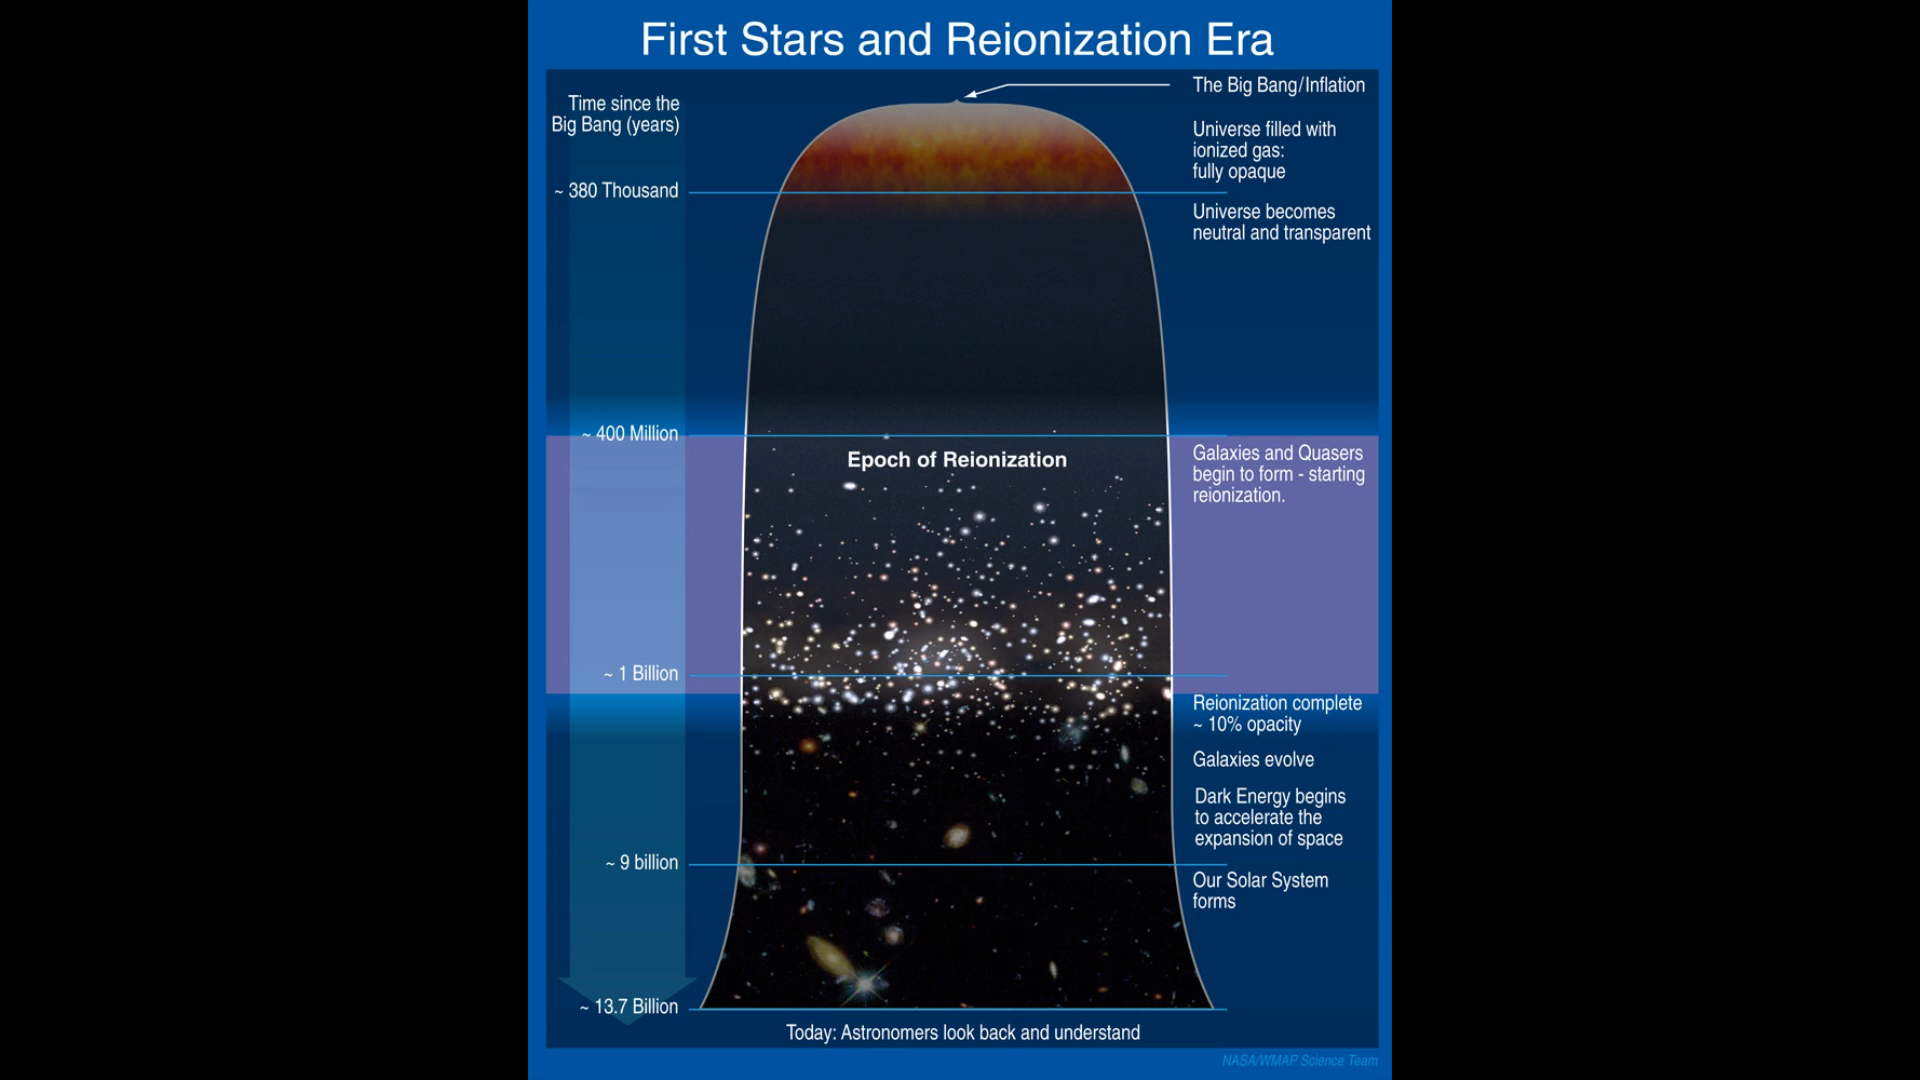 First Stars and Reionization Era
Time since the
Big Bang (years)
The Big Bang/Inflation
Universe filled with
ionized gas:
fully opaque
~ 380 Thousand
Universe becomes
neutral and transparent
~ 400 Million
Epoch of Reionization
Galaxies and Quasers
begin to form - starting
reionization.
~ 1 Billion
Reionization complete
~ 10% opacity
Galaxies evolve
Dark Energy begins
to accelerate the
expansion of space
~ 9 billion
Our Solar System
forms
~ 13.7 Billion
Today: Astronomers look back and understand
NASA/WMAP Science Team